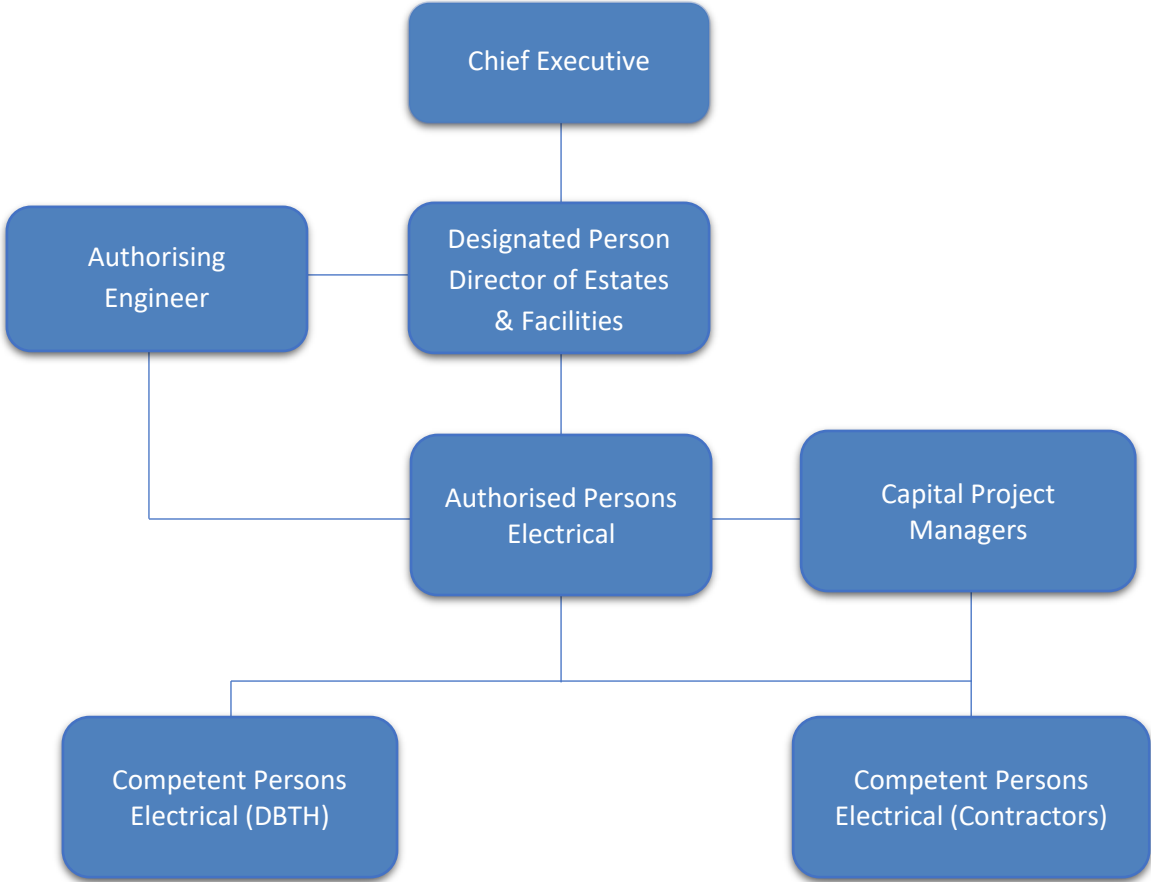 Chief Executive
Authorising
Engineer
Designated Person
Director of Estates
& Facilities
Authorised Persons
Electrical
Capital Project
Managers
Competent Persons
Electrical (DBTH)
Competent Persons
Electrical (Contractors)